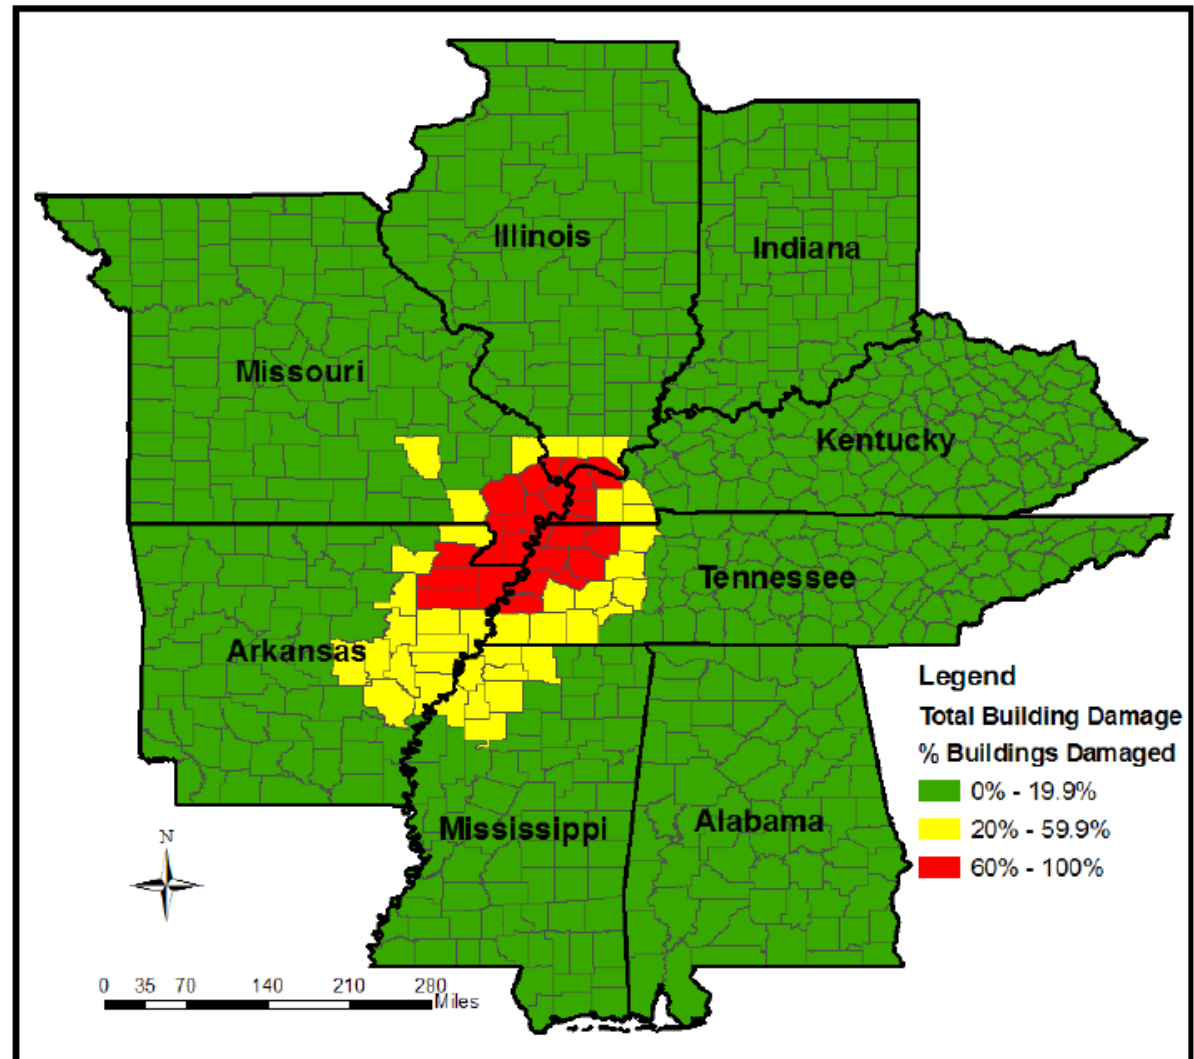 Illinois
Indiana
Missouri
Kentucky
Tennessee
Arkansas
Legend
Total Building Damage
% Buildings Damaged
0% - 19.9%
20% - 59.9%
60% - 100%
Mississippi
Alabama
N
0 35 70 140 210 280
Miles